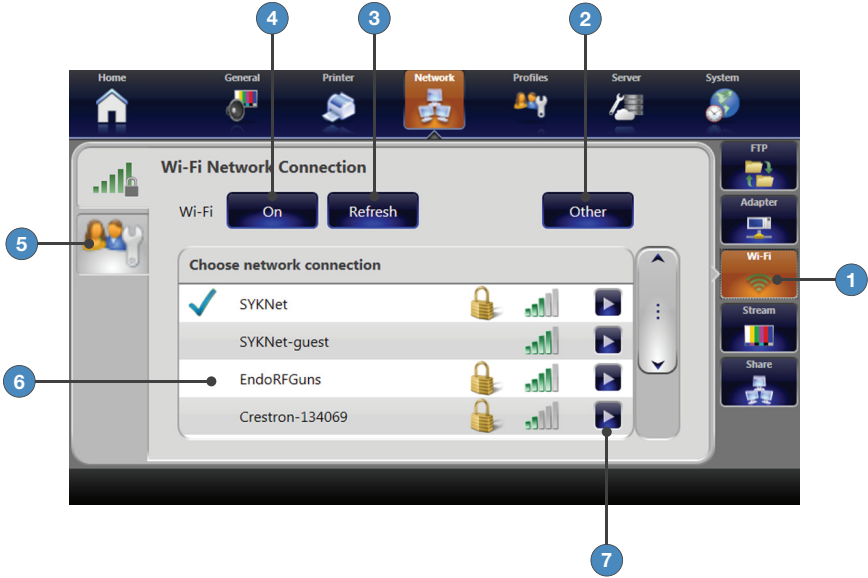 4 3 2
Home General Printer Network Profiles Server System
FTP
Wi-Fi Network Connection
Adapter
Wi-Fi On Refresh Other
5
Wi-Fi
1
Choose network connection
SYKNet
Stream
SYKNet-guest
Share
6
EndoRFGuns
Crestron-134069
7